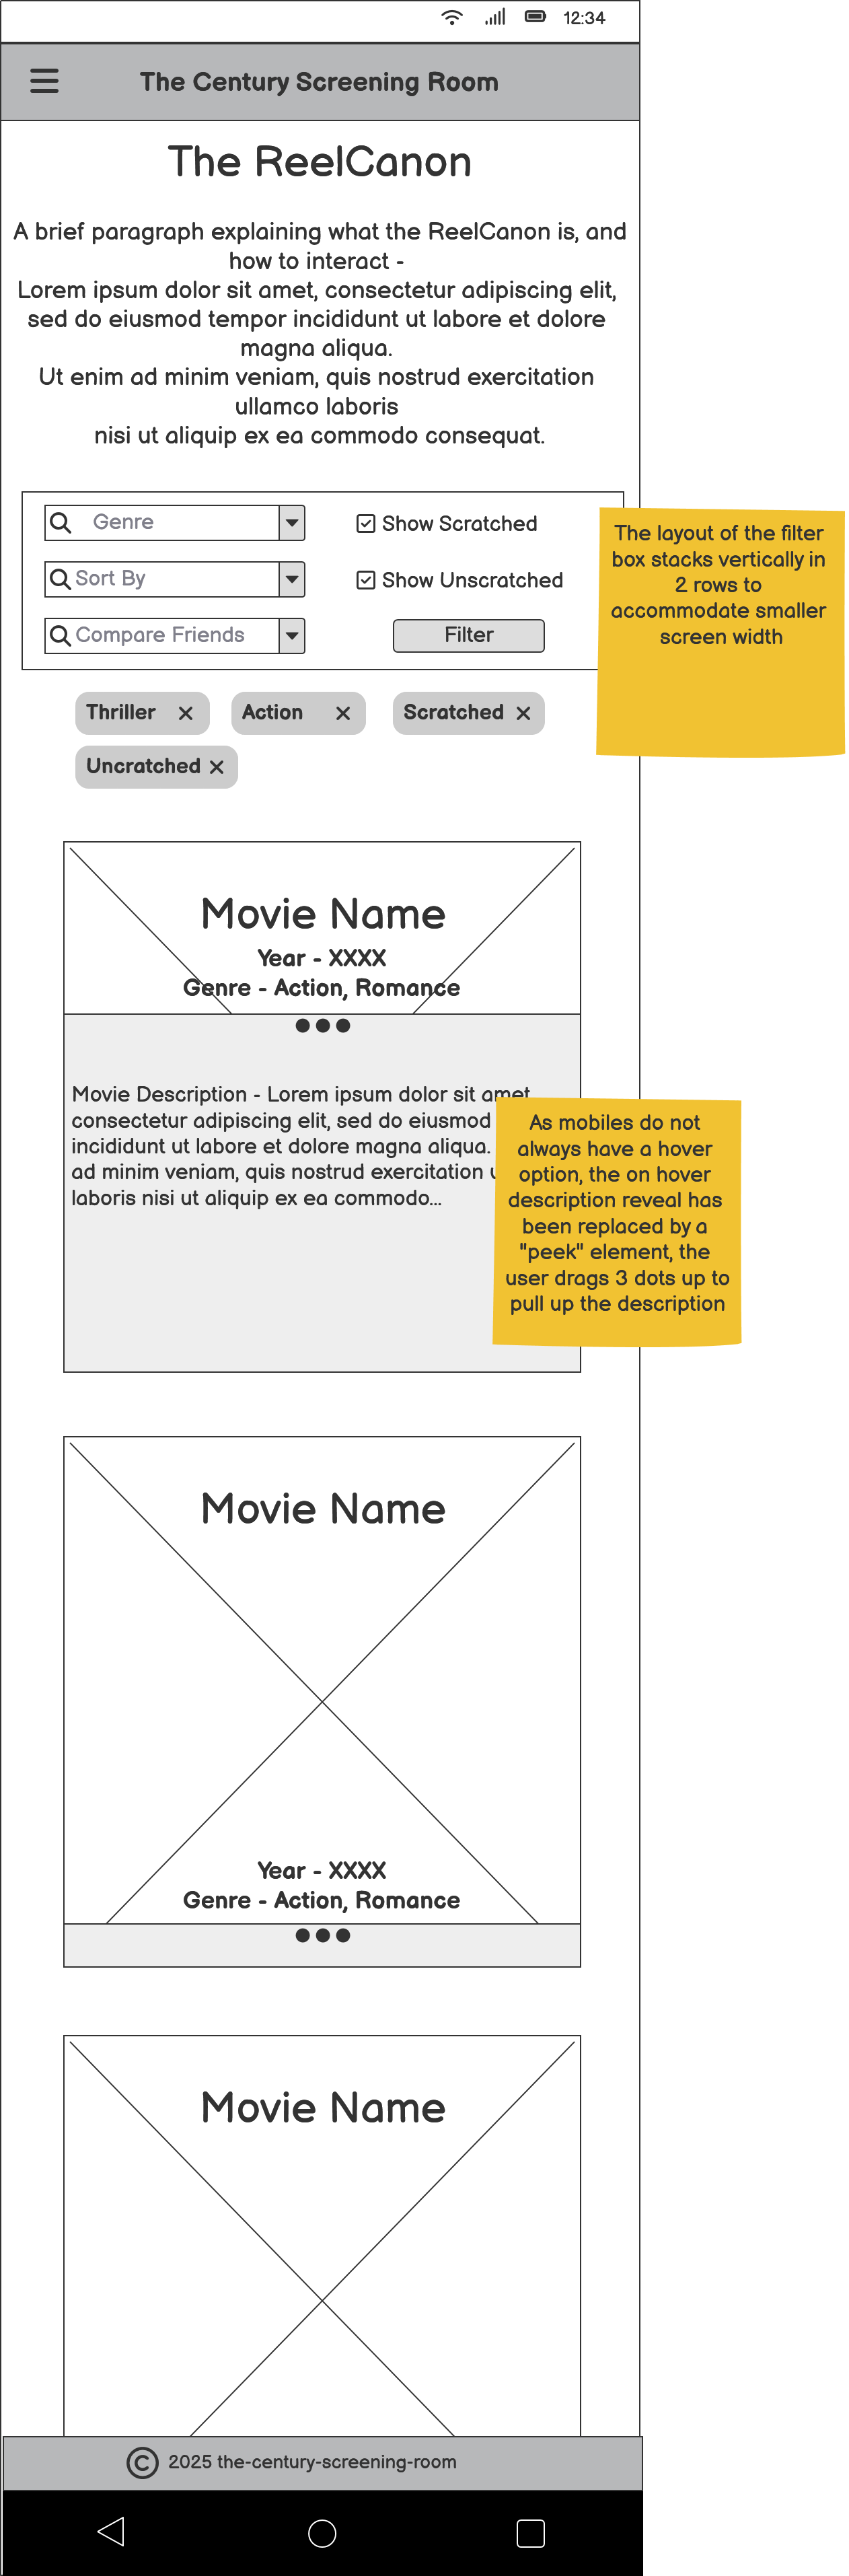 12:34
The Century Screening Room
The ReelCanon
A brief paragraph explaining what the ReelCanon is, and
how to interact -
Lorem ipsum dolor sit amet, consectetur adipiscing elit,
sed do eiusmod tempor incididunt ut labore et dolore
magna aliqua.
Ut enim ad minim veniam, quis nostrud exercitation
ullamco laboris
nisi ut aliquip ex ea commodo consequat.
Genre
Show Scratched
Sort By
Show Unscratched
Compare Friends
Filter
The layout of the filter
box stacks vertically in
2 rows to
accommodate smaller
screen width
Thriller
Action
Scratched
Uncratched
Movie Name
Year - XXXX
Genre - Action, Romance
Movie Description - Lorem ipsum dolor sit amet
consectetur adipiscing elit, sed do eiusmod
incididunt ut labore et dolore magna aliqua.
ad minim veniam, quis nostrud exercitation
laboris nisi ut aliquip ex ea commodo...
As mobiles do not
always have a hover
option, the on hover
description reveal has
been replaced by a
"peek" element, the
user drags 3 dots up to
pull up the description
Movie Name
Year - XXXX
Genre - Action, Romance
Movie Name
© 2025 the-century-screening-room